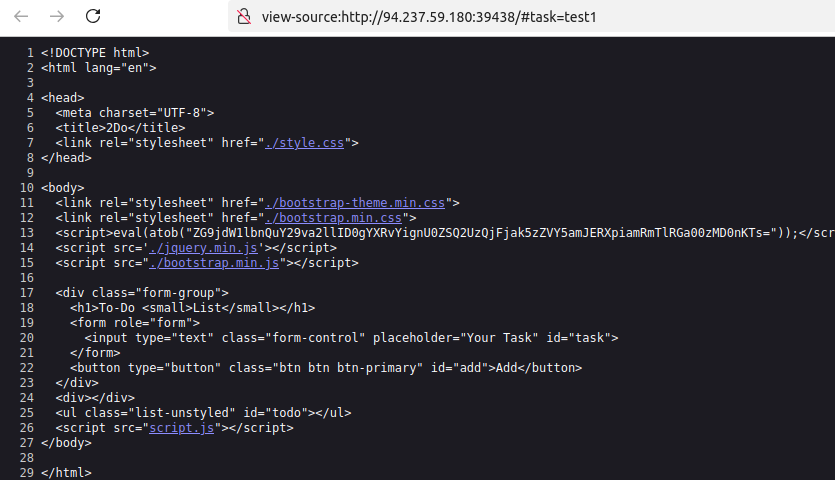 view-source:http://94.237.59.180:39438/#task=test1
1 <!DOCTYPE html>
2 <html lang="en">
3
4 <head>
5 <meta charset="UTF-8">
6 <title>2Do</title>
7 <link rel="stylesheet" href="./style.css">
8 </head>
9
10 <body>
11 <link rel="stylesheet" href="./bootstrap-theme.min.css">
12 <link rel="stylesheet" href="./bootstrap.min.css">
13 <script>eval(atob("ZG9jdW1lbnQuY29va2llID0gYXRvYignU0ZSQ2UzQjFjak5zZVY5amJERXpiamRmTlRGa00zMD0nKTs="));</scr
14 <script src='./jquery.min.js'></script>
15 <script src="./bootstrap.min.js"></script>
16
17 <div class="form-group">
18 <h1>To-Do <small>List</small></h1>
19 <form role="form">
20 <input type="text" class="form-control" placeholder="Your Task" id="task">
21 </form>
22 <button type="button" class="btn btn btn-primary" id="add">Add</button>
23 </div>
24 <div></div>
25 <ul class="list-unstyled" id="todo"></ul>
26 <script src="script.js"></script>
27 </body>
28
29 </html>